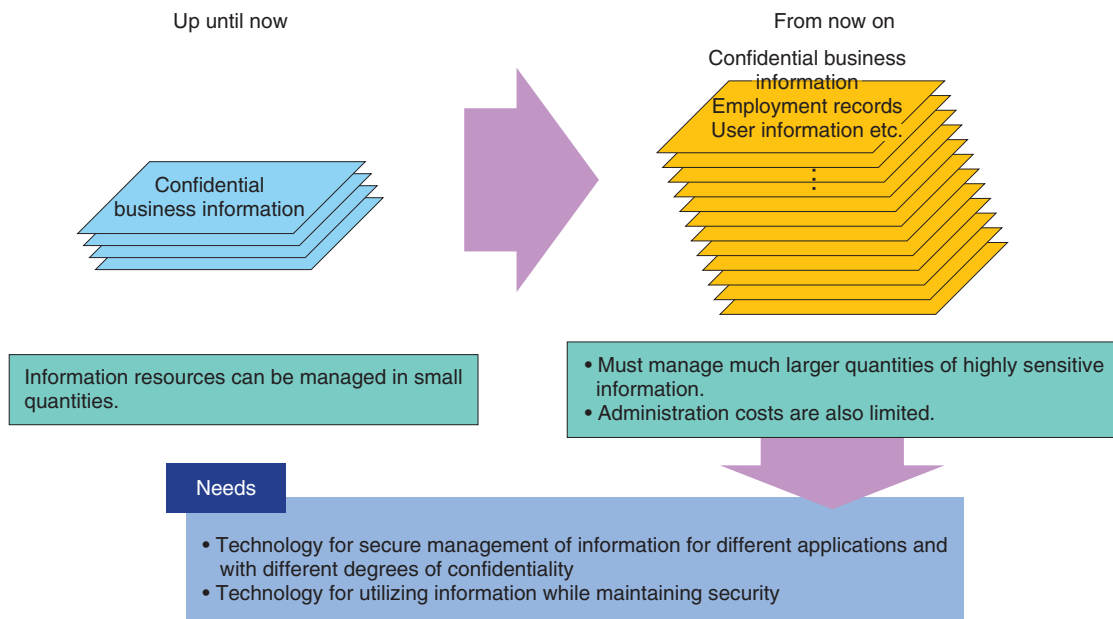 Up until now
From now on
Confidential
business information
Confidential business
information
Employment records
User information etc.
Information resources can be managed in small
quantities.
• Must manage much larger quantities of highly sensitive
information.
• Administration costs are also limited.
Needs
• Technology for secure management of information for different applications and
with different degrees of confidentiality
• Technology for utilizing information while maintaining security